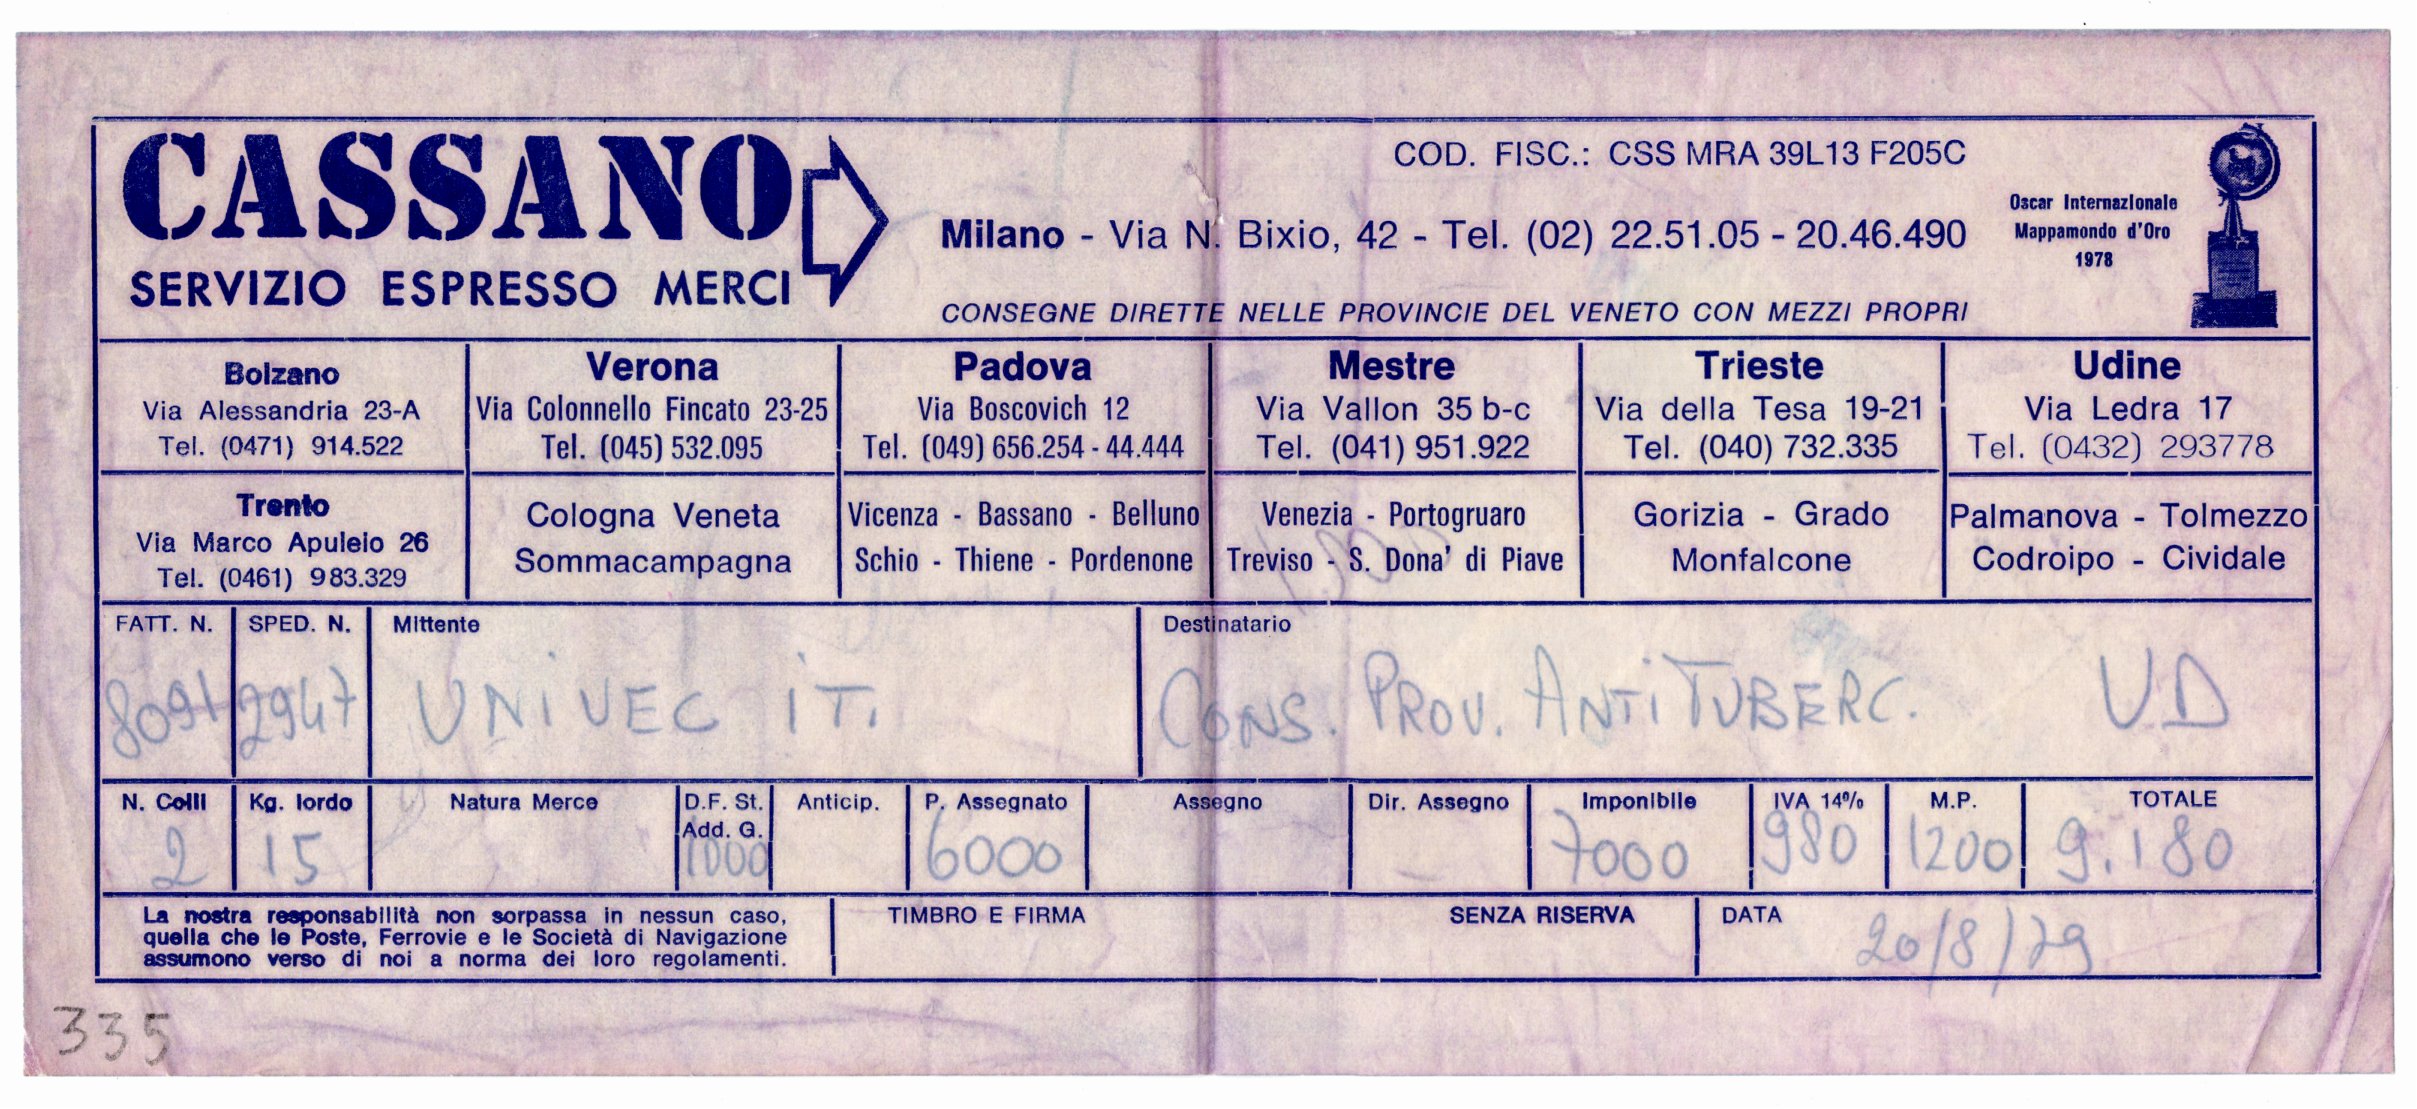 CASSANO
SERVIZIO ESPRESSO MERCI
COD. FISC.: CSS MRA 39L13 F205C
Milano - Via N. Bixio, 42 - Tel. (02) 22.51.05 - 20.46.490
CONSEGNE DIRETTE NELLE PROVINCIE DEL VENETO CON MEZZI PROPRI
Oscar Internazionale
Mappamondo d'Oro
1978
Bolzano
Via Alessandria 23-A
Tel. (0471) 914.522
Trento
Via Marco Apuleio 26
Tel. (0461) 983.329
Verona
Via Colonnello Fincato 23-25
Tel. (045) 532.095
Cologna Veneta
Sommacampagna
Padova
Via Boscovich 12
Tel. (049) 656.254 - 44.444
Vicenza - Bassano - Belluno
Schio - Thiene - Pordenone
Mestre
Via Vallon 35 b-c
Tel. (041) 951.922
Venezia - Portogruaro
Treviso - S. Dona' di Piave
Trieste
Via della Tesa 19-21
Tel. (040) 732.335
Gorizia - Grado
Monfalcone
Udine
Via Ledra 17
Tel. (0432) 293778
Palmanova - Tolmezzo
Codroipo - Cividale
FATT. N.
8091
SPED. N.
2947
Mittente
UNIVEC IT.
Destinatario
CONS. PROV. ANTITUBERC. UD
N. Colli
2
Kg. lordo
15
Natura Merce
D.F. St.
Add. G.
1000
Anticip.
P. Assegnato
6000
Assegno
Dir. Assegno
Imponibile
7000
IVA 14%
980
M.P.
1200
TOTALE
9.180
La nostra responsabilità non sorpassa in nessun caso,
quella che le Poste, Ferrovie e le Società di Navigazione
assumono verso di noi a norma dei loro regolamenti.
TIMBRO E FIRMA
SENZA RISERVA
DATA
20/8/79
335